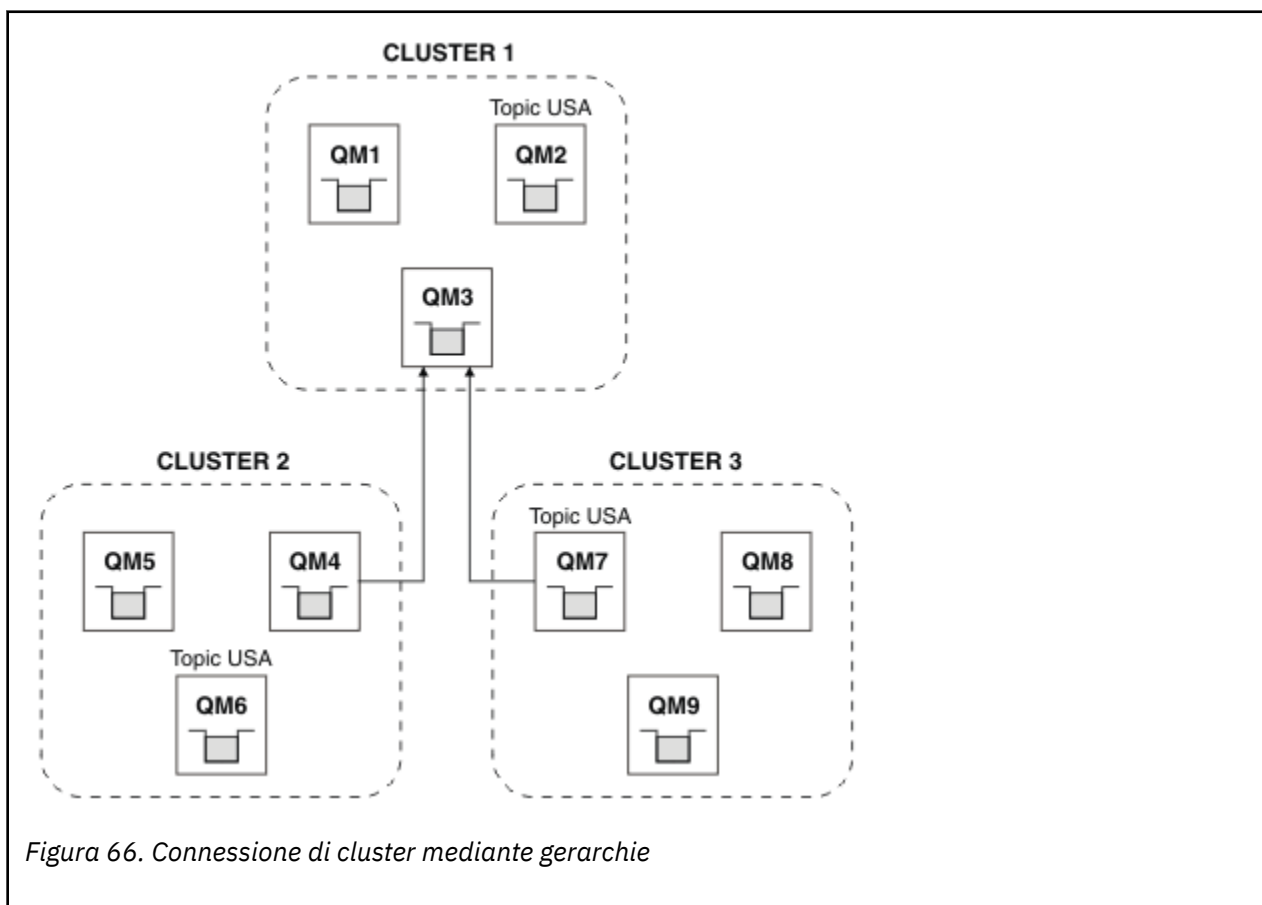 CLUSTER 1
Topic USA
QM1
QM2
QM3
CLUSTER 2
CLUSTER 3
Topic USA
QM5
QM4
QM7
QM8
Topic USA
QM6
QM9
Figura 66. Connessione di cluster mediante gerarchie